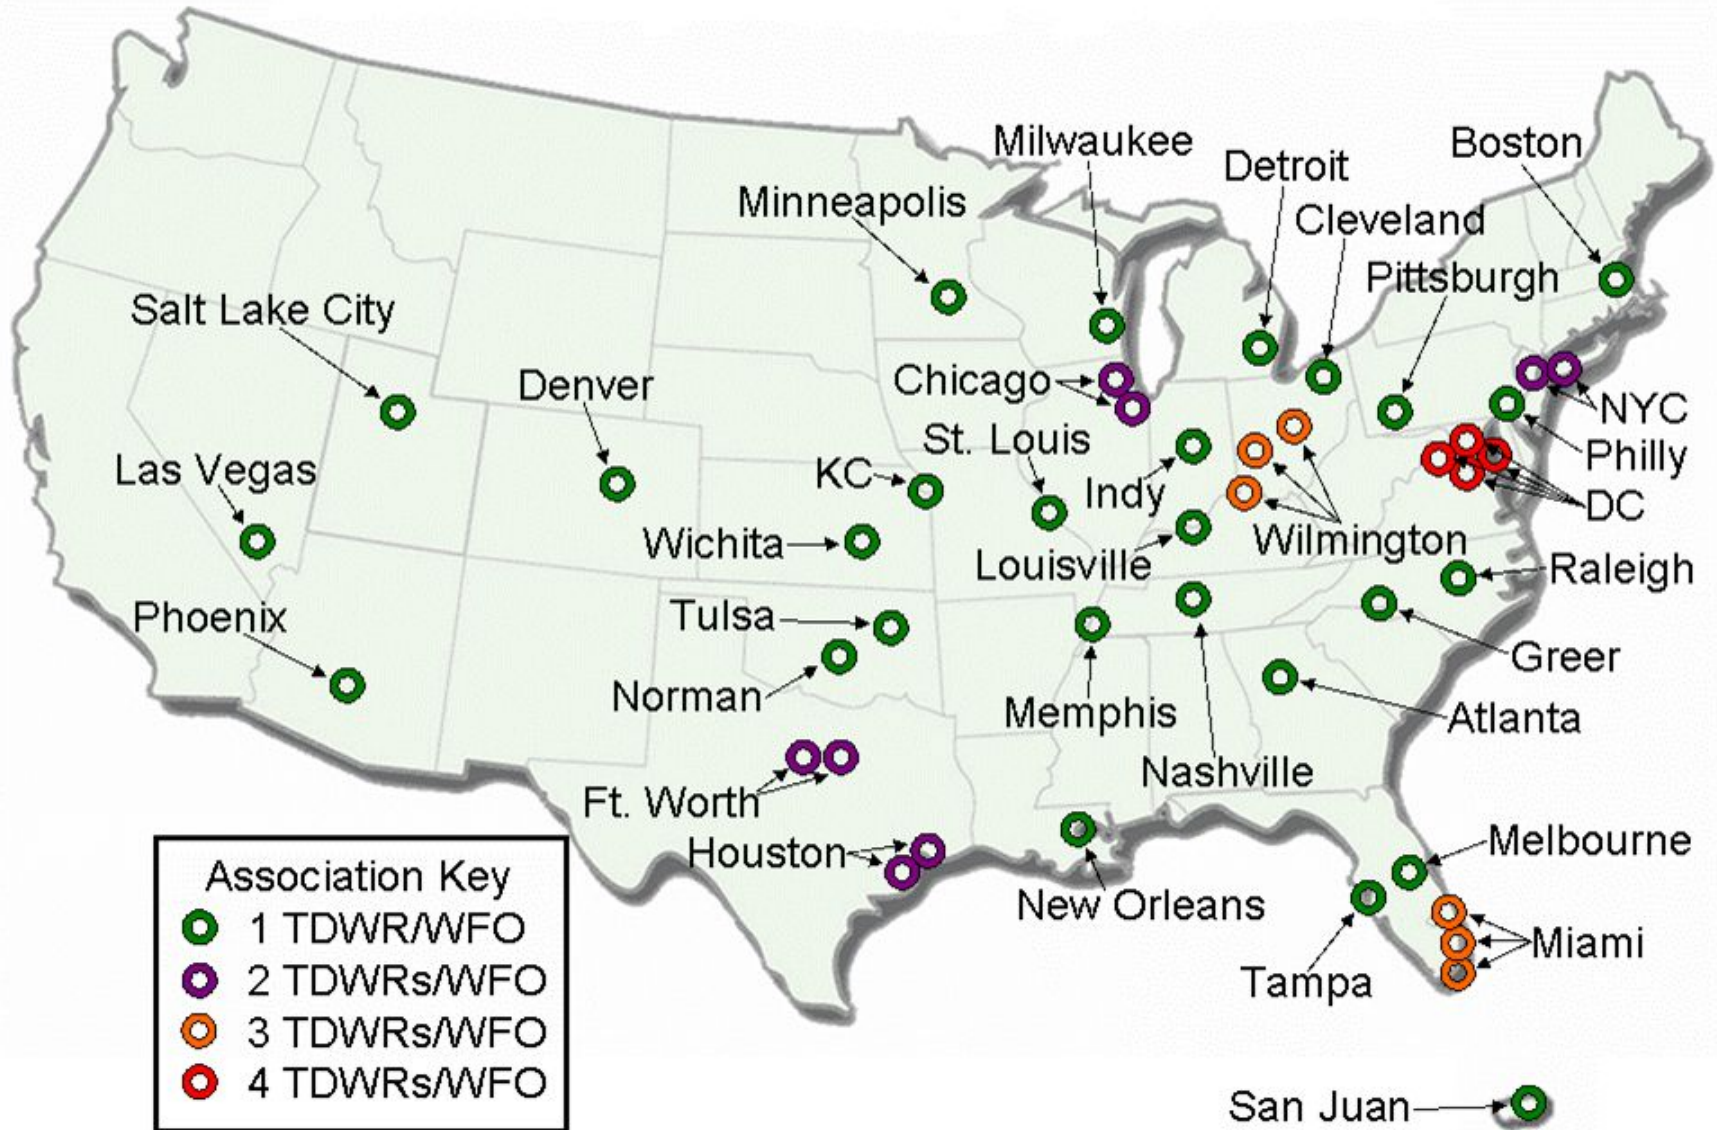 Milwaukee
Boston
Detroit
Minneapolis
Cleveland
Pittsburgh
Salt Lake City
Denver
Chicago
NYC
St. Louis
Philly
Las Vegas
KC
Indy
DC
Wichita
Wilmington
Louisville
Raleigh
Phoenix
Tulsa
Greer
Norman
Memphis
Atlanta
Nashville
Ft. Worth
Melbourne
Houston
New Orleans
Miami
Tampa
Association Key
1 TDWR/WFO
2 TDWRs/WFO
3 TDWRs/WFO
4 TDWRs/WFO
San Juan